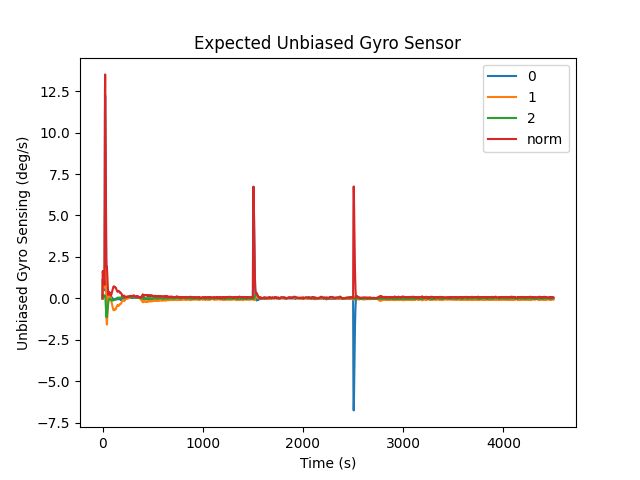 Expected Unbiased Gyro Sensor
Unbiased Gyro Sensing (deg/s)
12.5
10.0
7.5
5.0
2.5
0.0
−2.5
−5.0
−7.5
0
1
2
norm
0 1000 2000 3000 4000
Time (s)